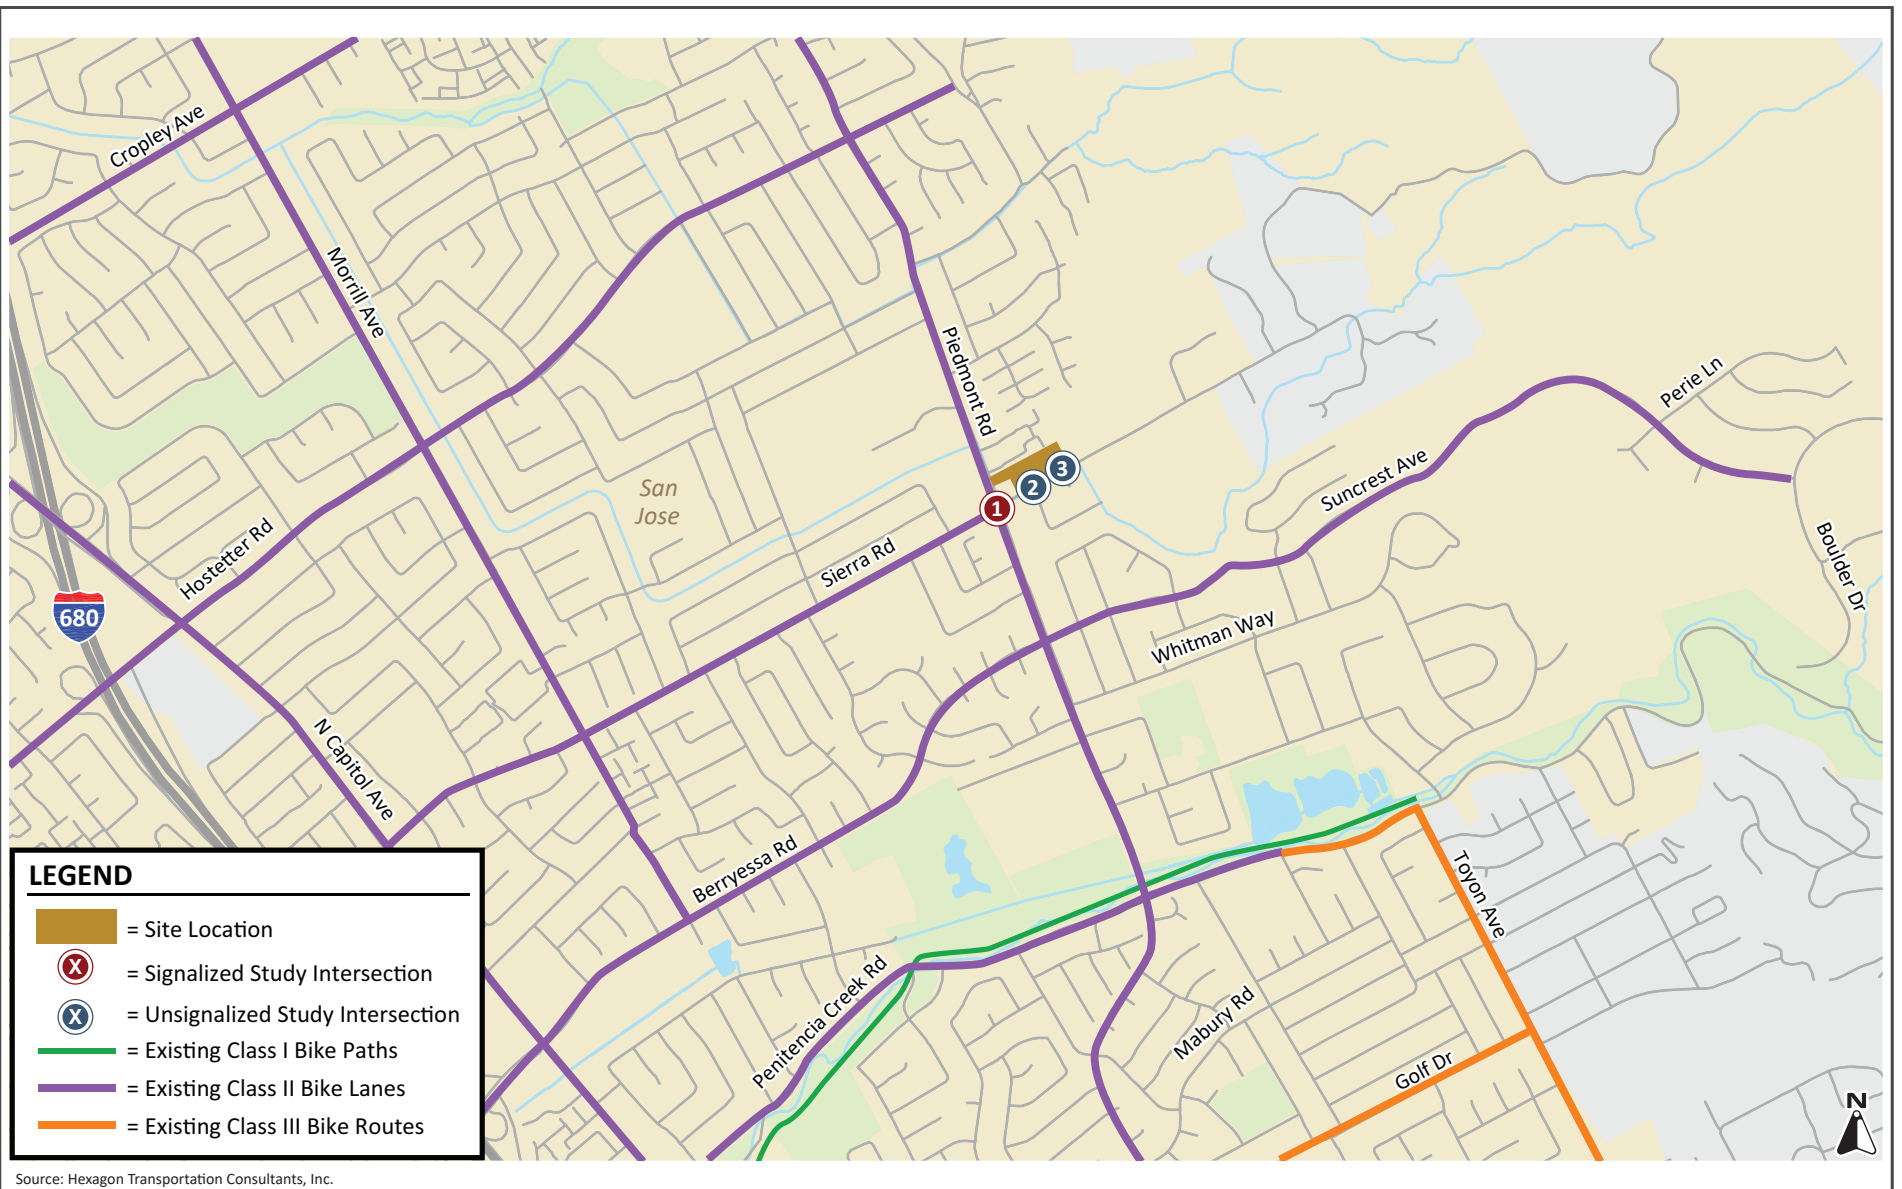 Cropley Ave
Morrill Ave
Piedmont Rd
Perie Ln
Suncrest Ave
San
Jose
3
2
1
Hostetter Rd
Sierra Rd
Boulder Dr
680
Whitman Way
N Capitol Ave
Berryessa Rd
Toyon Ave
Penitencia Creek Rd
Mabury Rd
Golf Dr
LEGEND
= Site Location
X = Signalized Study Intersection
X = Unsignalized Study Intersection
= Existing Class I Bike Paths
= Existing Class II Bike Lanes
= Existing Class III Bike Routes
N
Source: Hexagon Transportation Consultants, Inc.